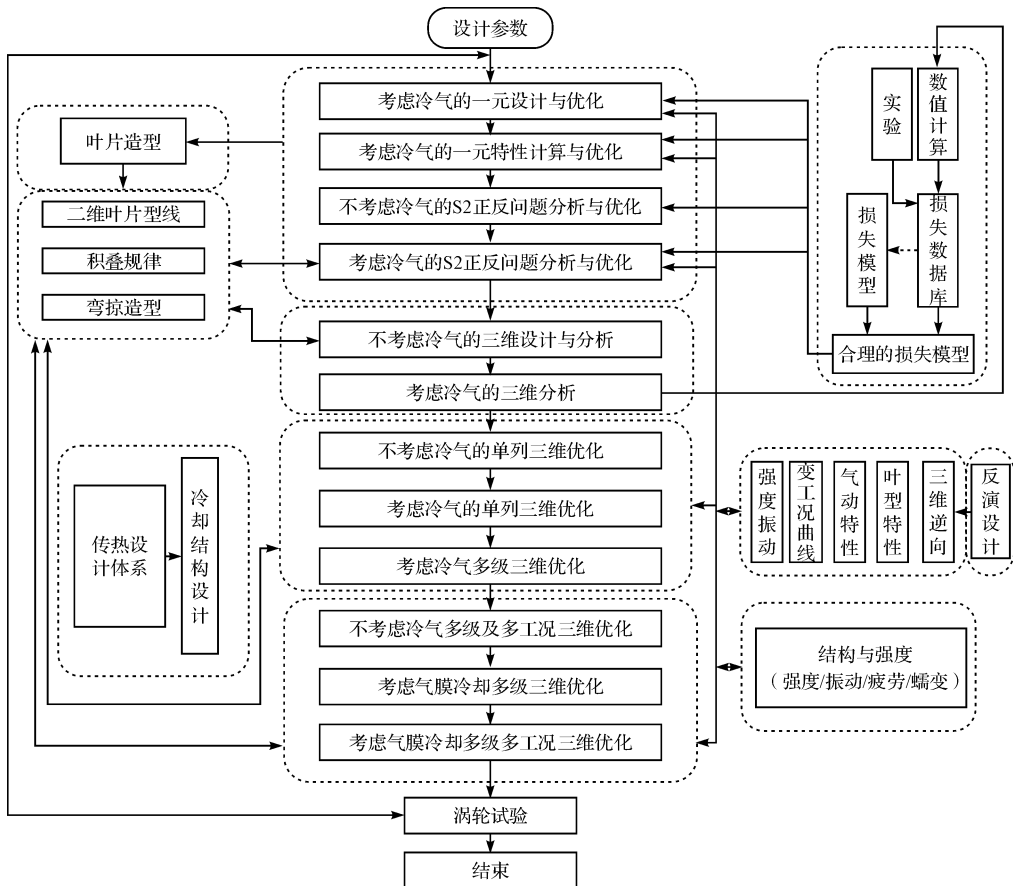 设计参数
考虑冷气的一元设计与优化
考虑冷气的一元特性计算与优化
不考虑冷气的S2正反问题分析与优化
考虑冷气的S2正反问题分析与优化
不考虑冷气的三维设计与分析
考虑冷气的三维分析
不考虑冷气的单列三维优化
考虑冷气的单列三维优化
考虑冷气多级三维优化
不考虑冷气多级及多工况三维优化
考虑气膜冷却多级三维优化
考虑气膜冷却多级多工况三维优化
涡轮试验
结束
叶片造型
二维叶片型线
积叠规律
弯掠造型
传热设
计体系
冷却结构设计
实验
数值计算
损失模型
损失数据库
合理的损失模型
强度振动
变工况曲线
气动特性
叶型特性
三维逆向
反演设计
结构与强度
（强度/振动/疲劳/蠕变）